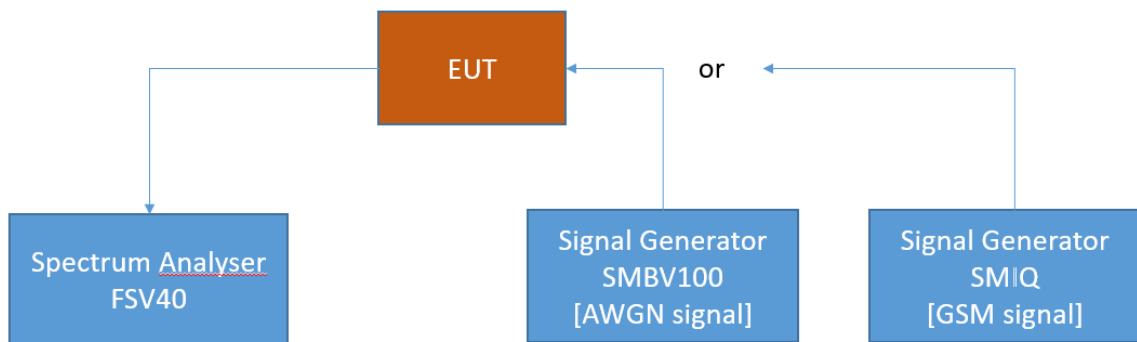 EUT
or
Spectrum Analyser
FSV40
Signal Generator
SMBV100
[AWGN signal]
Signal Generator
SMIQ
[GSM signal]